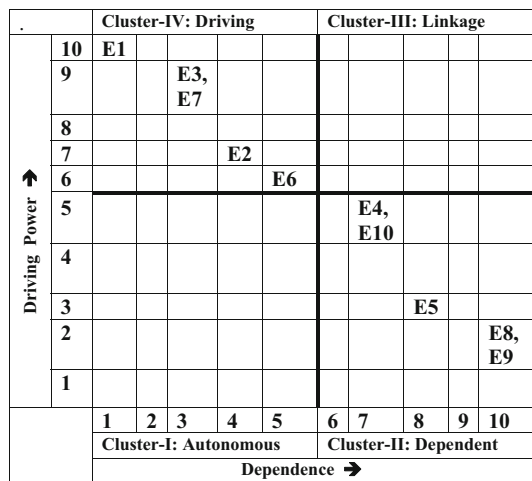 . Cluster-IV: Driving Cluster-III: Linkage
10 E1
9 E3,
E7
8
7 E2
6 E6
5 E4,
E10
4
3 E5
2 E8,
E9
1
Driving Power ➔
1 2 3 4 5 6 7 8 9 10
Cluster-I: Autonomous Cluster-II: Dependent
Dependence ➔